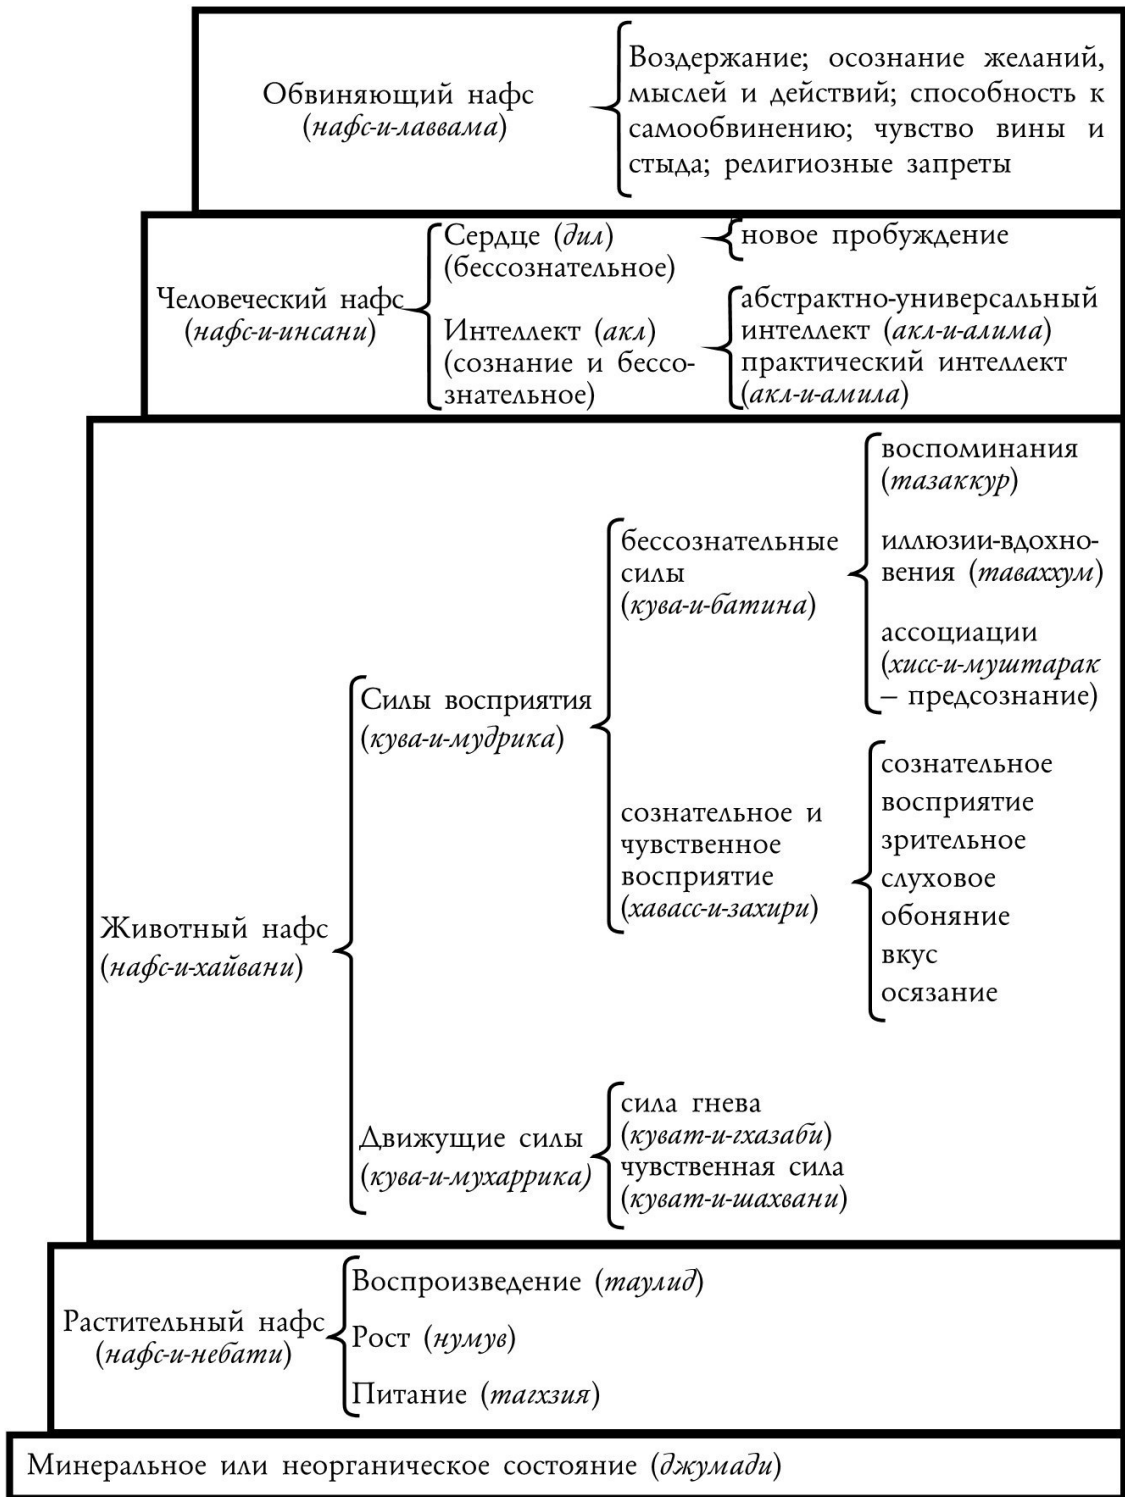 Обвиняющий нафс
(нафс-и-лаввама)
Воздержание; осознание желаний,
мыслей и действий; способность к
самообвинению; чувство вины и
стыда; религиозные запреты
Человеческий нафс
(нафс-и-инсани)
Сердце (дил)
(бессознательное)
новое пробуждение
Интеллект (акл)
(сознание и бессо-
знательное)
абстрактно-универсальный
интеллект (акл-и-алима)
практический интеллект
(акл-и-амила)
Животный нафс
(нафс-и-хайвани)
Силы восприятия
(кува-и-мудрика)
бессознательные
силы
(кува-и-батина)
воспоминания
(тазаккур)
иллюзии-вдохно-
вения (таваххум)
ассоциации
(хисс-и-муштарак
– предсознание)
сознательное и
чувственное
восприятие
(хавасс-и-захири)
сознательное
восприятие
зрительное
слуховое
обоняние
вкус
осязание
Движущие силы
(кува-и-мухаррика)
сила гнева
(куват-и-гхазаби)
чувственная сила
(куват-и-шахвани)
Растительный нафс
(нафс-и-небати)
Воспроизведение (таулид)
Рост (нумув)
Питание (тагхзия)
Минеральное или неорганическое состояние (джумади)